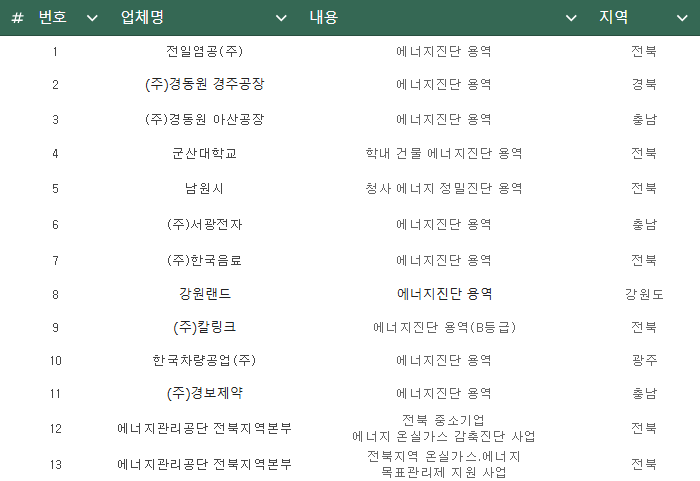 # 번호 업체명 내용 지역
1 전일염공(주) 에너지진단 용역 전북
2 (주)경동원 경주공장 에너지진단 용역 경북
3 (주)경동원 아산공장 에너지진단 용역 충남
4 군산대학교 학내 건물 에너지진단 용역 전북
5 남원시 청사 에너지 정밀진단 용역 전북
6 (주)서광전자 에너지진단 용역 충남
7 (주)한국음료 에너지진단 용역 전북
8 강원랜드 에너지진단 용역 강원도
9 (주)칼링크 에너지진단 용역(B등급) 전북
10 한국차량공업(주) 에너지진단 용역 광주
11 (주)경보제약 에너지진단 용역 충남
12 에너지관리공단 전북지역본부 전북 중소기업
에너지 온실가스 감축진단 사업 전북
13 에너지관리공단 전북지역본부 전북지역 온실가스.에너지
목표관리제 지원 사업 전북